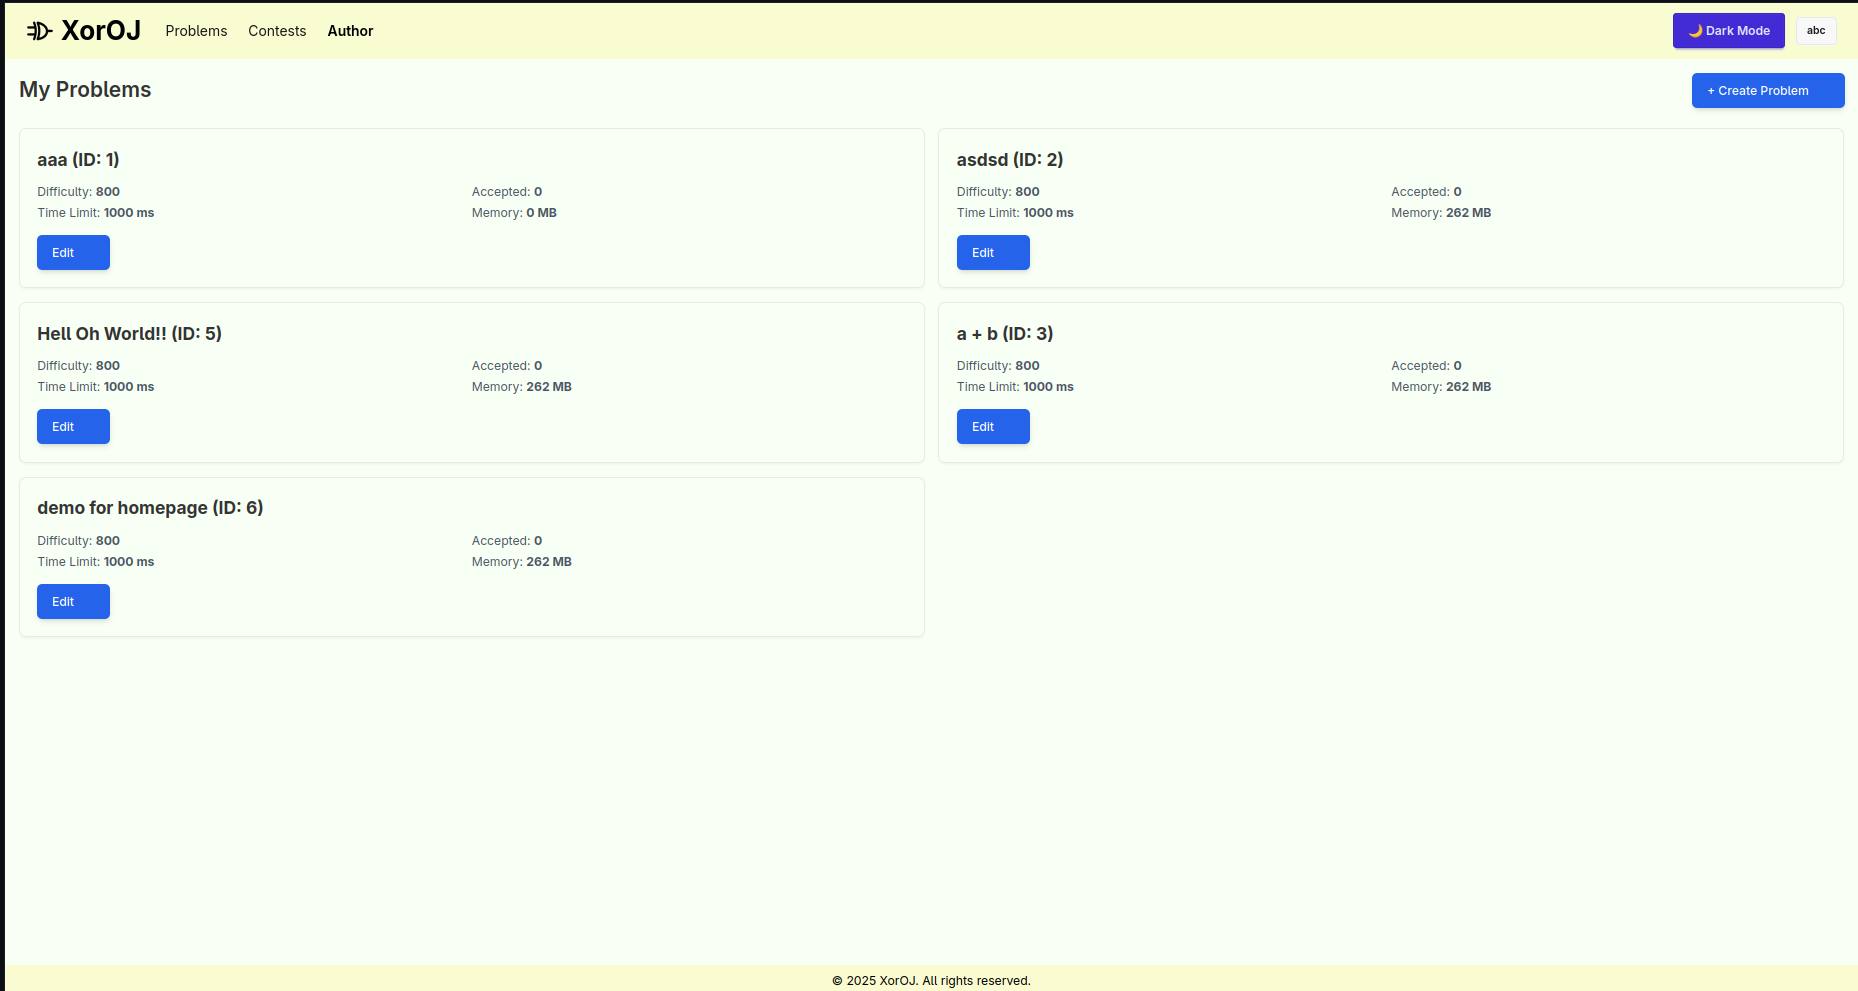 XorOJ Problems Contests Author 🌙 Dark Mode abc
My Problems + Create Problem
aaa (ID: 1)
Difficulty: 800 Accepted: 0
Time Limit: 1000 ms Memory: 0 MB
Edit
asdsd (ID: 2)
Difficulty: 800 Accepted: 0
Time Limit: 1000 ms Memory: 262 MB
Edit
Hell Oh World!! (ID: 5)
Difficulty: 800 Accepted: 0
Time Limit: 1000 ms Memory: 262 MB
Edit
a + b (ID: 3)
Difficulty: 800 Accepted: 0
Time Limit: 1000 ms Memory: 262 MB
Edit
demo for homepage (ID: 6)
Difficulty: 800 Accepted: 0
Time Limit: 1000 ms Memory: 262 MB
Edit
© 2025 XorOJ. All rights reserved.